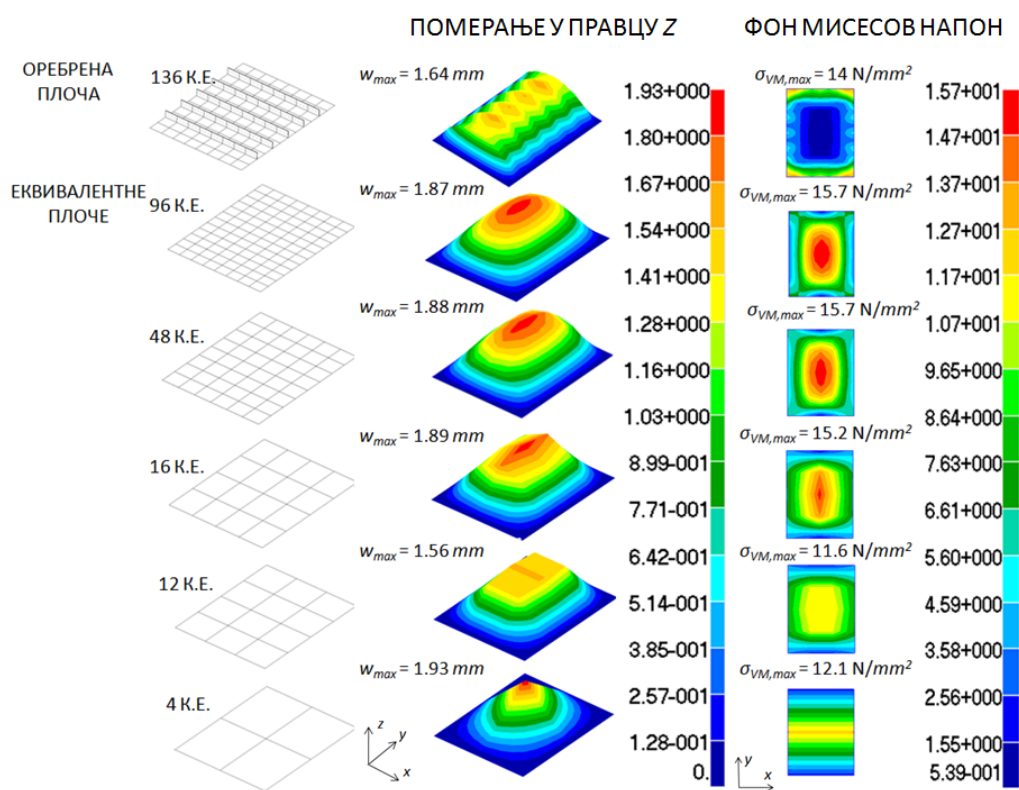 ПОМЕРАЊЕ У ПРАВЦУ Z
ФОН МИСЕСОВ НАПОН
ОРЕБРЕНА
ПЛОЧА
136 К.Е.
w_max = 1.64 mm
σ_VM,max = 14 N/mm²
ЕКВИВАЛЕНТНЕ
ПЛОЧЕ
96 К.Е.
w_max = 1.87 mm
σ_VM,max = 15.7 N/mm²
48 К.Е.
w_max = 1.88 mm
σ_VM,max = 15.7 N/mm²
16 К.Е.
w_max = 1.89 mm
σ_VM,max = 15.2 N/mm²
12 К.Е.
w_max = 1.56 mm
σ_VM,max = 11.6 N/mm²
4 К.Е.
w_max = 1.93 mm
σ_VM,max = 12.1 N/mm²
z
y
x
y
x
1.93+000
1.80+000
1.67+000
1.54+000
1.41+000
1.28+000
1.16+000
1.03+000
8.99-001
7.71-001
6.42-001
5.14-001
3.85-001
2.57-001
1.28-001
0.
1.57+001
1.47+001
1.37+001
1.27+001
1.17+001
1.07+001
9.65+000
8.64+000
7.63+000
6.61+000
5.60+000
4.59+000
3.58+000
2.56+000
1.55+000
5.39-001